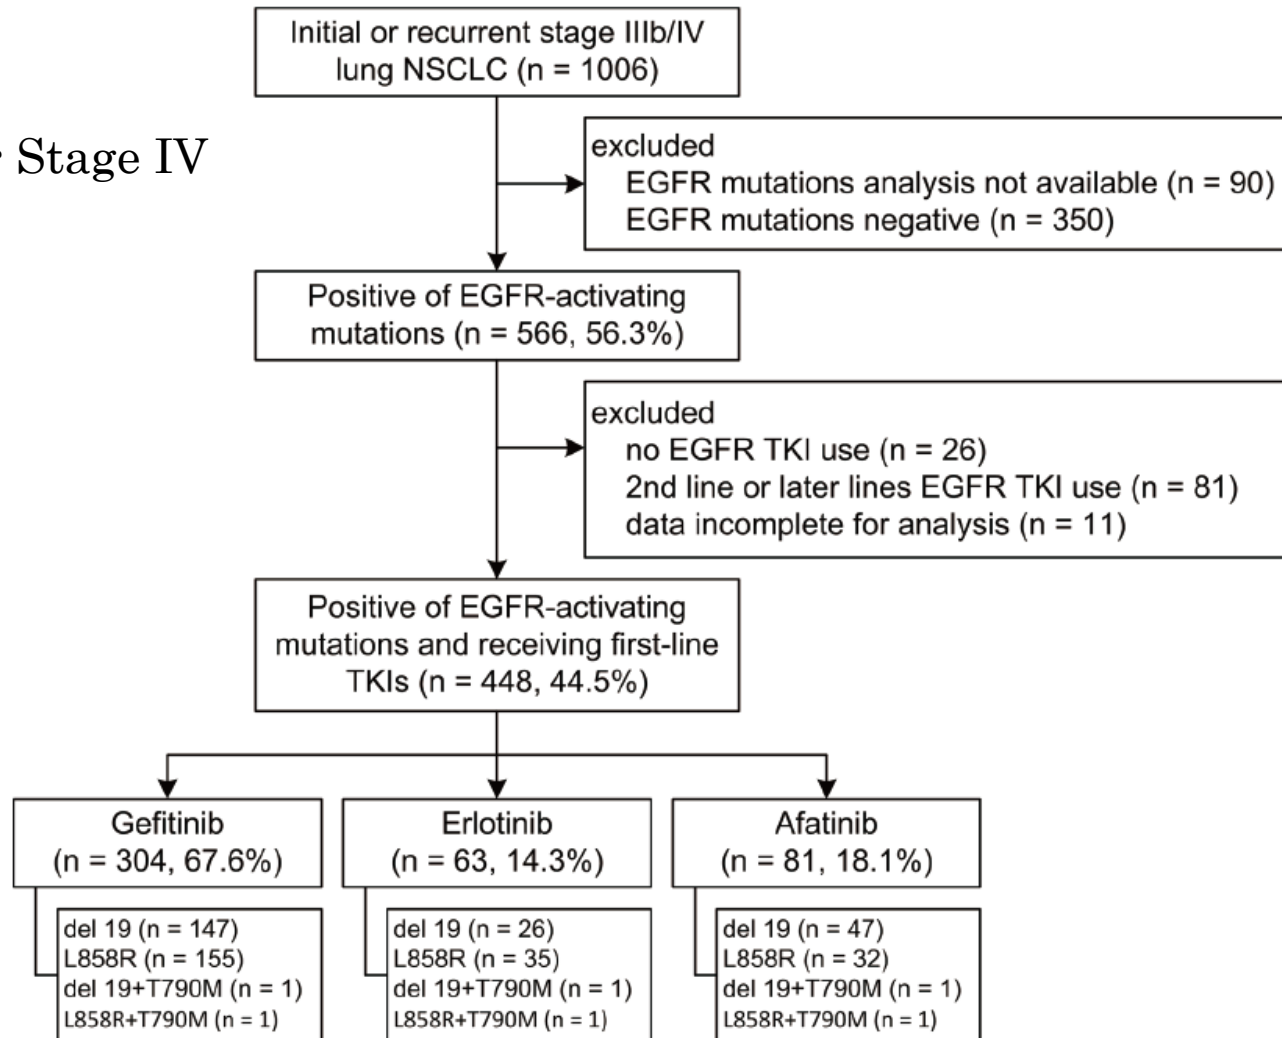 Initial or recurrent stage IIIb/IV
lung NSCLC (n = 1006)
Stage IV
excluded
EGFR mutations analysis not available (n = 90)
EGFR mutations negative (n = 350)
Positive of EGFR-activating
mutations (n = 566, 56.3%)
excluded
no EGFR TKI use (n = 26)
2nd line or later lines EGFR TKI use (n = 81)
data incomplete for analysis (n = 11)
Positive of EGFR-activating
mutations and receiving first-line
TKIs (n = 448, 44.5%)
Gefitinib
(n = 304, 67.6%)
del 19 (n = 147)
L858R (n = 155)
del 19+T790M (n = 1)
L858R+T790M (n = 1)
Erlotinib
(n = 63, 14.3%)
del 19 (n = 26)
L858R (n = 35)
del 19+T790M (n = 1)
L858R+T790M (n = 1)
Afatinib
(n = 81, 18.1%)
del 19 (n = 47)
L858R (n = 32)
del 19+T790M (n = 1)
L858R+T790M (n = 1)